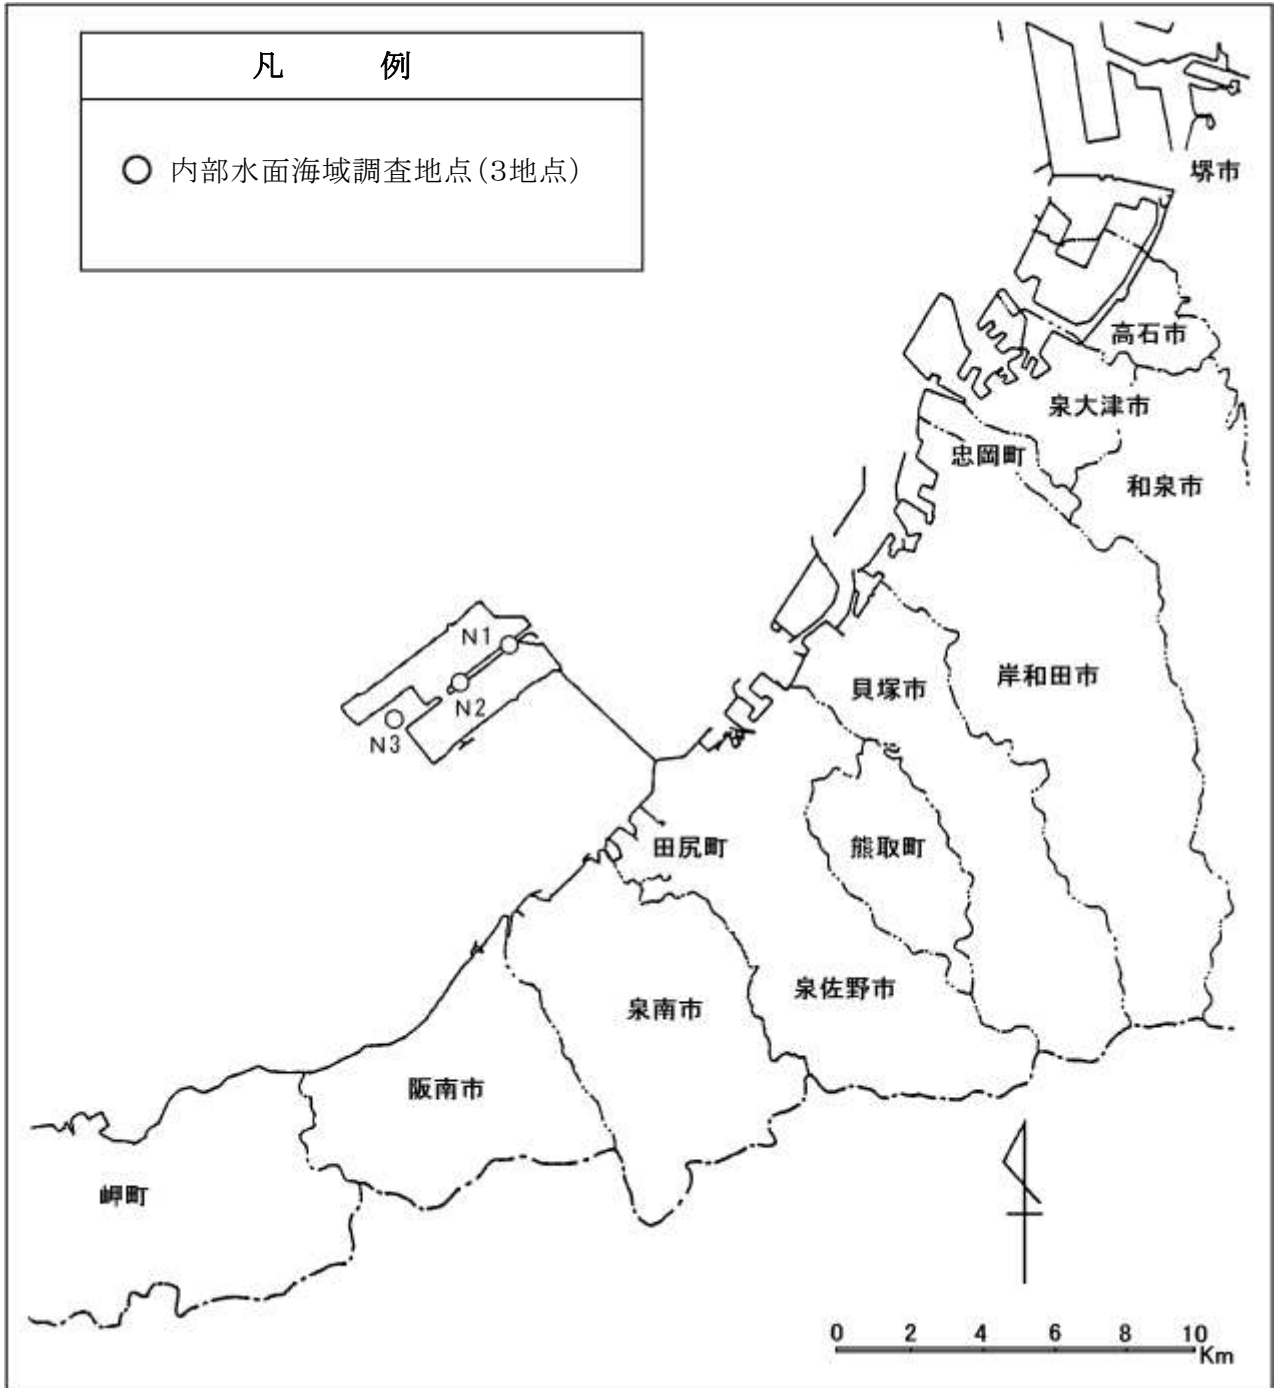 凡　例
○ 内部水面海域調査地点(3地点)
堺市
高石市
泉大津市
忠岡町
和泉市
N1
岸和田市
貝塚市
N2
N3
田尻町
熊取町
泉佐野市
泉南市
阪南市
岬町
0 2 4 6 8 10
Km